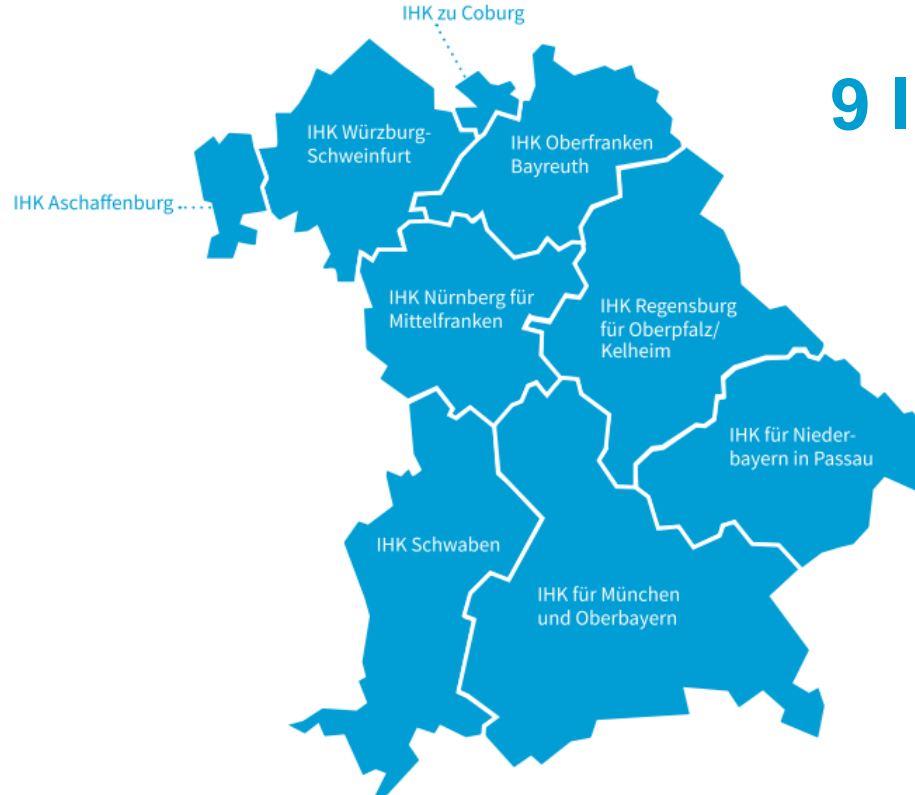 IHK zu Coburg
9 I
IHK Würzburg-
Schweinfurt
IHK Oberfranken
Bayreuth
IHK Aschaffenburg
IHK Nürnberg für
Mittelfranken
IHK Regensburg
für Oberpfalz/
Kelheim
IHK für Nieder-
bayern in Passau
IHK Schwaben
IHK für München
und Oberbayern